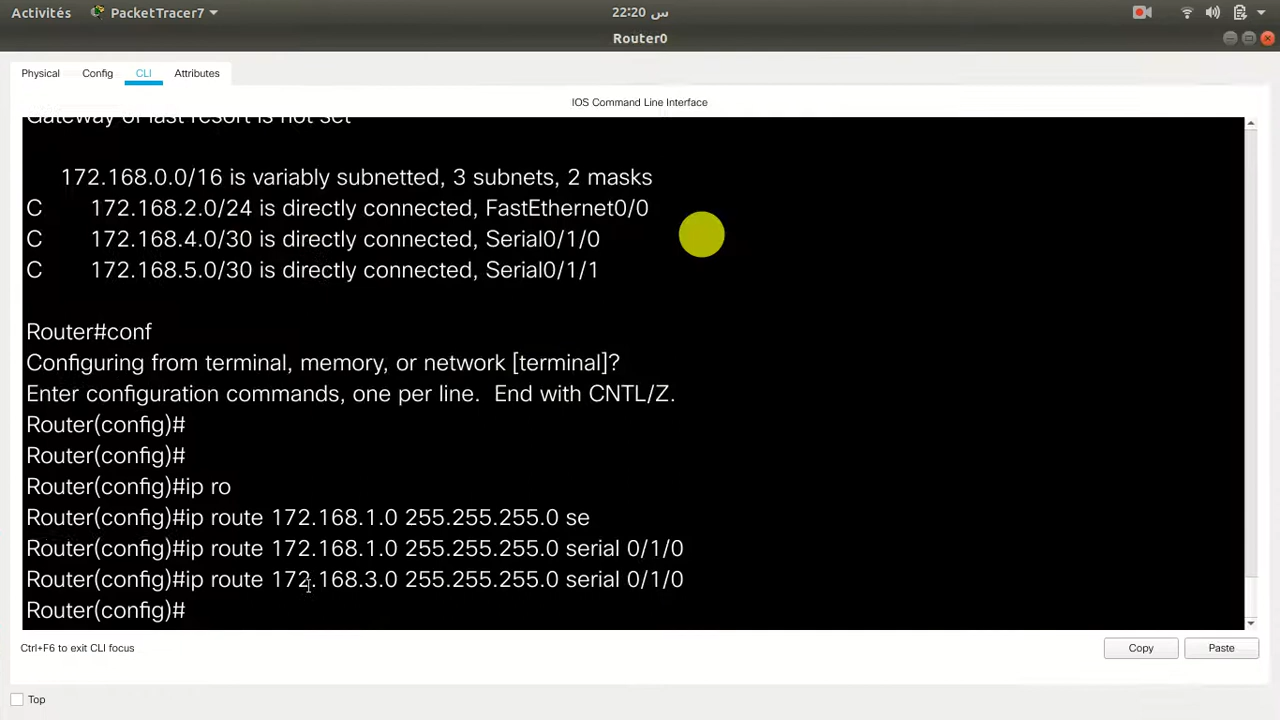 Activités PacketTracer7 22:20 س
Router0
Physical Config CLI Attributes
IOS Command Line Interface
Gateway of last resort is not set
172.168.0.0/16 is variably subnetted, 3 subnets, 2 masks
C 172.168.2.0/24 is directly connected, FastEthernet0/0
C 172.168.4.0/30 is directly connected, Serial0/1/0
C 172.168.5.0/30 is directly connected, Serial0/1/1
Router#conf
Configuring from terminal, memory, or network [terminal]?
Enter configuration commands, one per line. End with CNTL/Z.
Router(config)#
Router(config)#
Router(config)#ip ro
Router(config)#ip route 172.168.1.0 255.255.255.0 se
Router(config)#ip route 172.168.1.0 255.255.255.0 serial 0/1/0
Router(config)#ip route 172.168.3.0 255.255.255.0 serial 0/1/0
Router(config)#
Ctrl+F6 to exit CLI focus
Copy Paste
Top